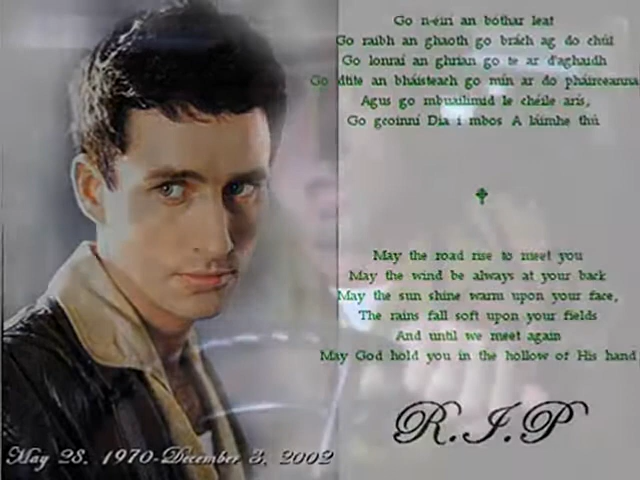 Go n-eírí an bóthar leat
Go raibh an ghaoth go brách ag do chúl
Go lonraí an ghrian go te ar d'aghaidh
Go dtite an bháisteach go mín ar do pháirceanna
Agus go mbuailimid le chéile arís,
Go gcoinní Dia i mbos A láimhe thú
May the road rise to meet you
May the wind be always at your back
May the sun shine warm upon your face,
The rains fall soft upon your fields
And until we meet again
May God hold you in the hollow of His hand
R.I.P
May 28, 1970-December 3, 2002